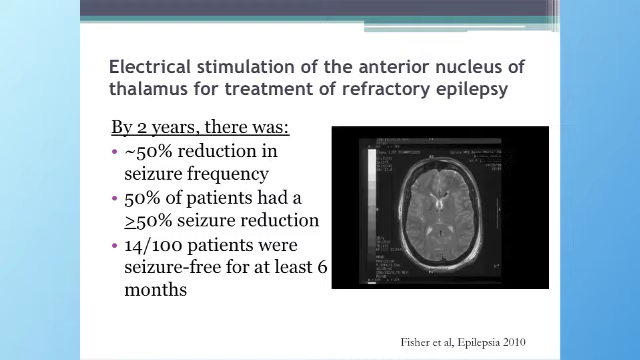 Electrical stimulation of the anterior nucleus of
thalamus for treatment of refractory epilepsy
By 2 years, there was:
• ~50% reduction in
seizure frequency
• 50% of patients had a
>50% seizure reduction
• 14/100 patients were
seizure-free for at least 6
months
Fisher et al, Epilepsia 2010